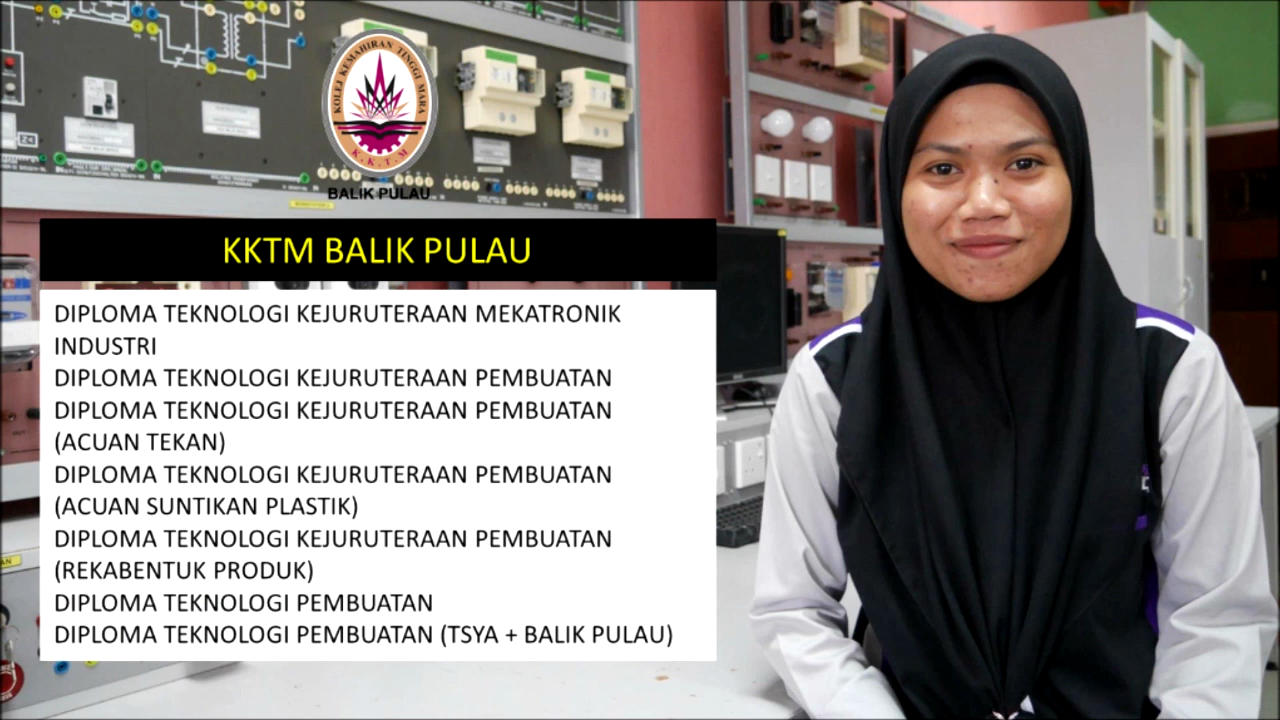 KOLEJ KEMAHIRAN TINGGI MARA
K.K.T.M
BALIK PULAU
KKTM BALIK PULAU
DIPLOMA TEKNOLOGI KEJURUTERAAN MEKATRONIK
INDUSTRI
DIPLOMA TEKNOLOGI KEJURUTERAAN PEMBUATAN
DIPLOMA TEKNOLOGI KEJURUTERAAN PEMBUATAN
(ACUAN TEKAN)
DIPLOMA TEKNOLOGI KEJURUTERAAN PEMBUATAN
(ACUAN SUNTIKAN PLASTIK)
DIPLOMA TEKNOLOGI KEJURUTERAAN PEMBUATAN
(REKABENTUK PRODUK)
DIPLOMA TEKNOLOGI PEMBUATAN
DIPLOMA TEKNOLOGI PEMBUATAN (TSYA + BALIK PULAU)